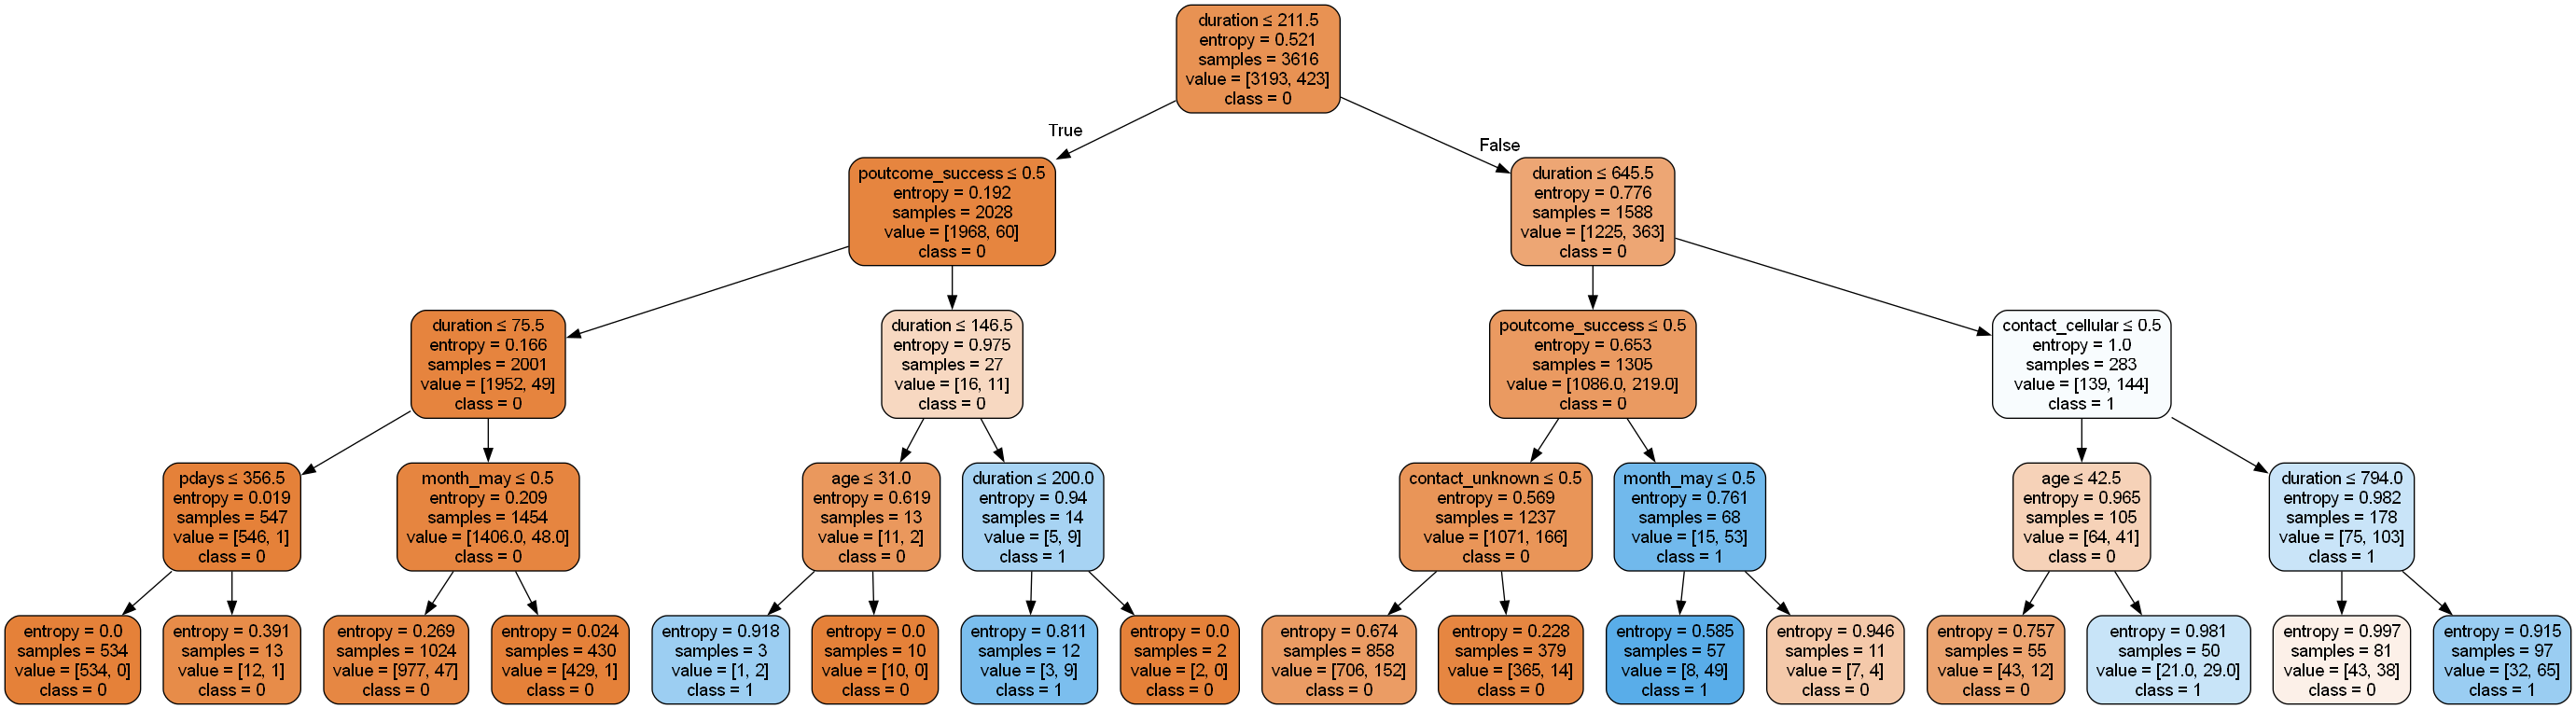 duration ≤ 211.5
entropy = 0.521
samples = 3616
value = [3193, 423]
class = 0
True
False
poutcome_success ≤ 0.5
entropy = 0.192
samples = 2028
value = [1968, 60]
class = 0
duration ≤ 645.5
entropy = 0.776
samples = 1588
value = [1225, 363]
class = 0
duration ≤ 75.5
entropy = 0.166
samples = 2001
value = [1952, 49]
class = 0
duration ≤ 146.5
entropy = 0.975
samples = 27
value = [16, 11]
class = 0
poutcome_success ≤ 0.5
entropy = 0.653
samples = 1305
value = [1086.0, 219.0]
class = 0
contact_cellular ≤ 0.5
entropy = 1.0
samples = 283
value = [139, 144]
class = 1
pdays ≤ 356.5
entropy = 0.019
samples = 547
value = [546, 1]
class = 0
month_may ≤ 0.5
entropy = 0.209
samples = 1454
value = [1406.0, 48.0]
class = 0
age ≤ 31.0
entropy = 0.619
samples = 13
value = [11, 2]
class = 0
duration ≤ 200.0
entropy = 0.94
samples = 14
value = [5, 9]
class = 1
contact_unknown ≤ 0.5
entropy = 0.569
samples = 1237
value = [1071, 166]
class = 0
month_may ≤ 0.5
entropy = 0.761
samples = 68
value = [15, 53]
class = 1
age ≤ 42.5
entropy = 0.965
samples = 105
value = [64, 41]
class = 0
duration ≤ 794.0
entropy = 0.982
samples = 178
value = [75, 103]
class = 1
entropy = 0.0
samples = 534
value = [534, 0]
class = 0
entropy = 0.391
samples = 13
value = [12, 1]
class = 0
entropy = 0.269
samples = 1024
value = [977, 47]
class = 0
entropy = 0.024
samples = 430
value = [429, 1]
class = 0
entropy = 0.918
samples = 3
value = [1, 2]
class = 1
entropy = 0.0
samples = 10
value = [10, 0]
class = 0
entropy = 0.811
samples = 12
value = [3, 9]
class = 1
entropy = 0.0
samples = 2
value = [2, 0]
class = 0
entropy = 0.674
samples = 858
value = [706, 152]
class = 0
entropy = 0.228
samples = 379
value = [365, 14]
class = 0
entropy = 0.585
samples = 57
value = [8, 49]
class = 1
entropy = 0.946
samples = 11
value = [7, 4]
class = 0
entropy = 0.757
samples = 55
value = [43, 12]
class = 0
entropy = 0.981
samples = 50
value = [21.0, 29.0]
class = 1
entropy = 0.997
samples = 81
value = [43, 38]
class = 0
entropy = 0.915
samples = 97
value = [32, 65]
class = 1